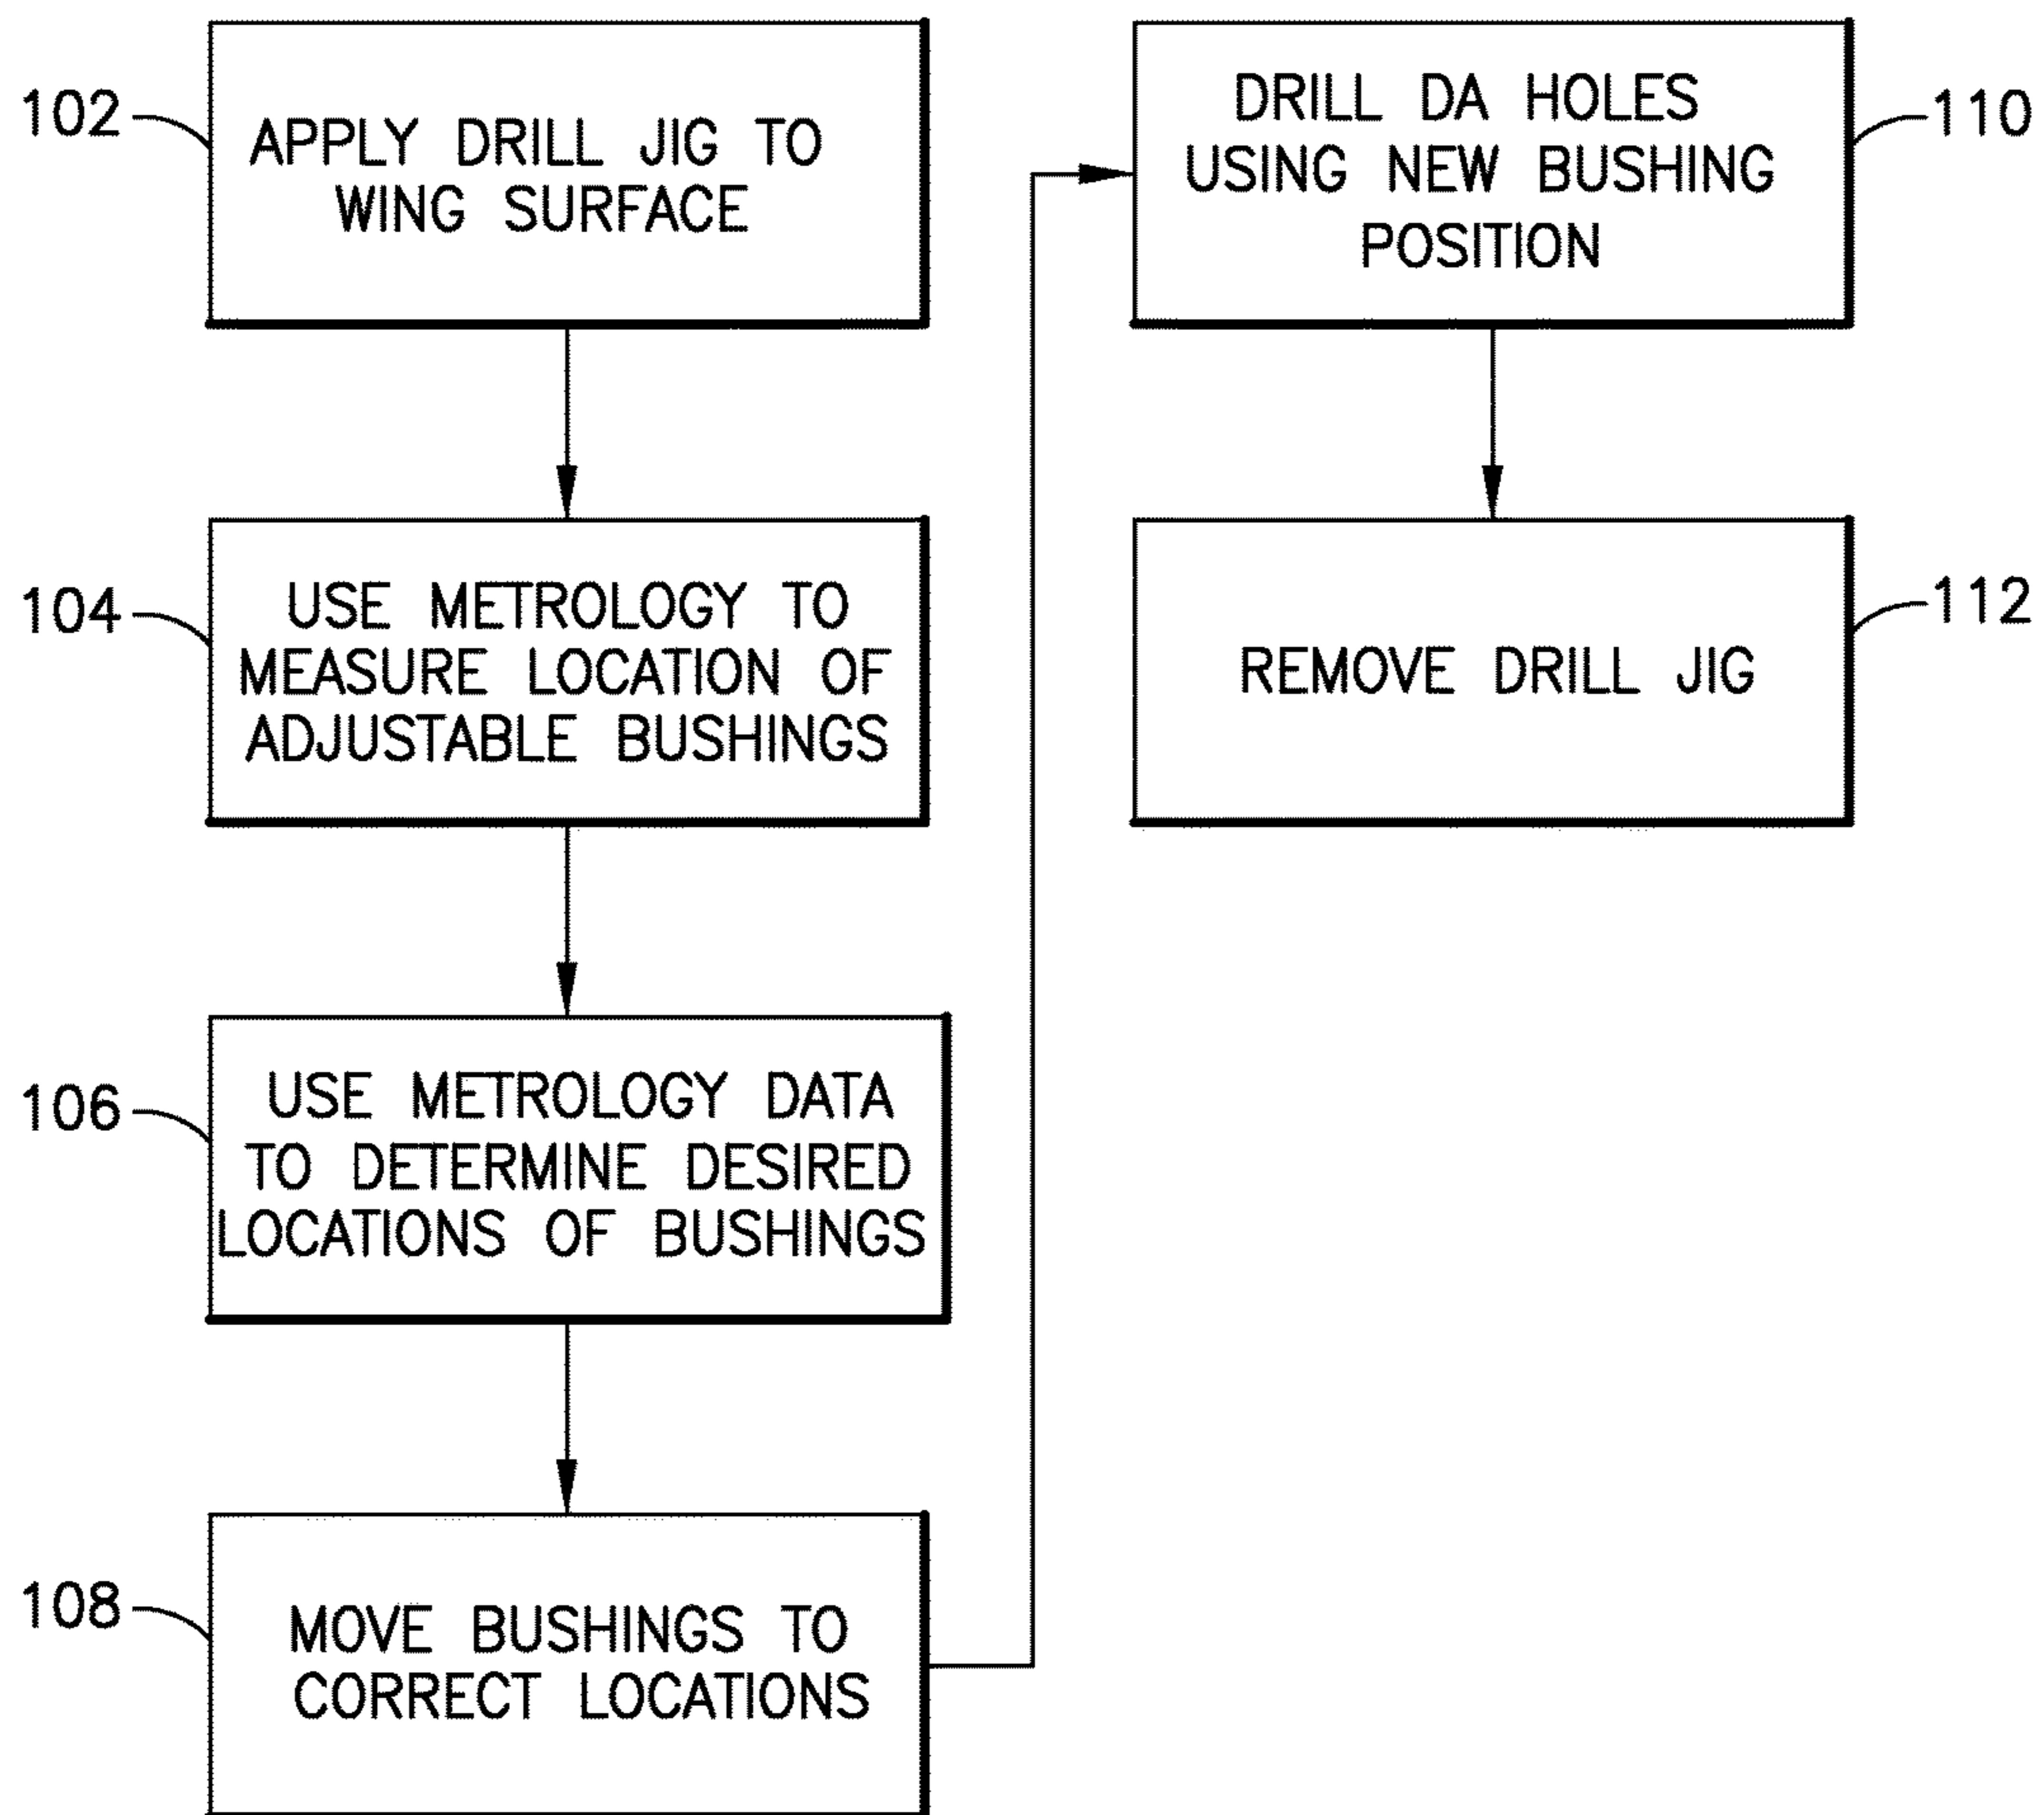 102
APPLY DRILL JIG TO
WING SURFACE
104
USE METROLOGY TO
MEASURE LOCATION OF
ADJUSTABLE BUSHINGS
106
USE METROLOGY DATA
TO DETERMINE DESIRED
LOCATIONS OF BUSHINGS
108
MOVE BUSHINGS TO
CORRECT LOCATIONS
DRILL DA HOLES
USING NEW BUSHING
POSITION
110
REMOVE DRILL JIG
112